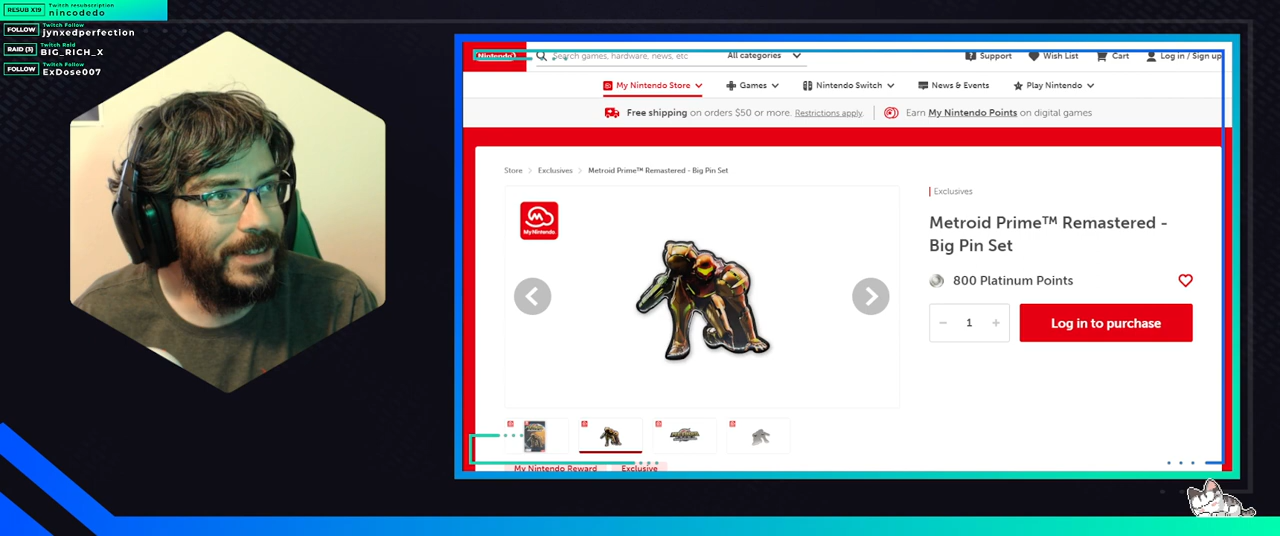 RESUB X19
Twitch resubscription
nincodedo
FOLLOW
Twitch Follow
jynxedperfection
RAID (3)
Twitch Raid
BIG_RICH_X
FOLLOW
Twitch Follow
ExDose007
Nintendo
Search games, hardware, news, etc
All categories
Support
Wish List
Cart
Log in / Sign up
My Nintendo Store
Games
Nintendo Switch
News & Events
Play Nintendo
Free shipping on orders $50 or more. Restrictions apply.
Earn My Nintendo Points on digital games
Store > Exclusives > Metroid Prime™ Remastered - Big Pin Set
My Nintendo
Exclusives
Metroid Prime™ Remastered -
Big Pin Set
800 Platinum Points
− 1 +
Log in to purchase
My Nintendo Reward
Exclusive